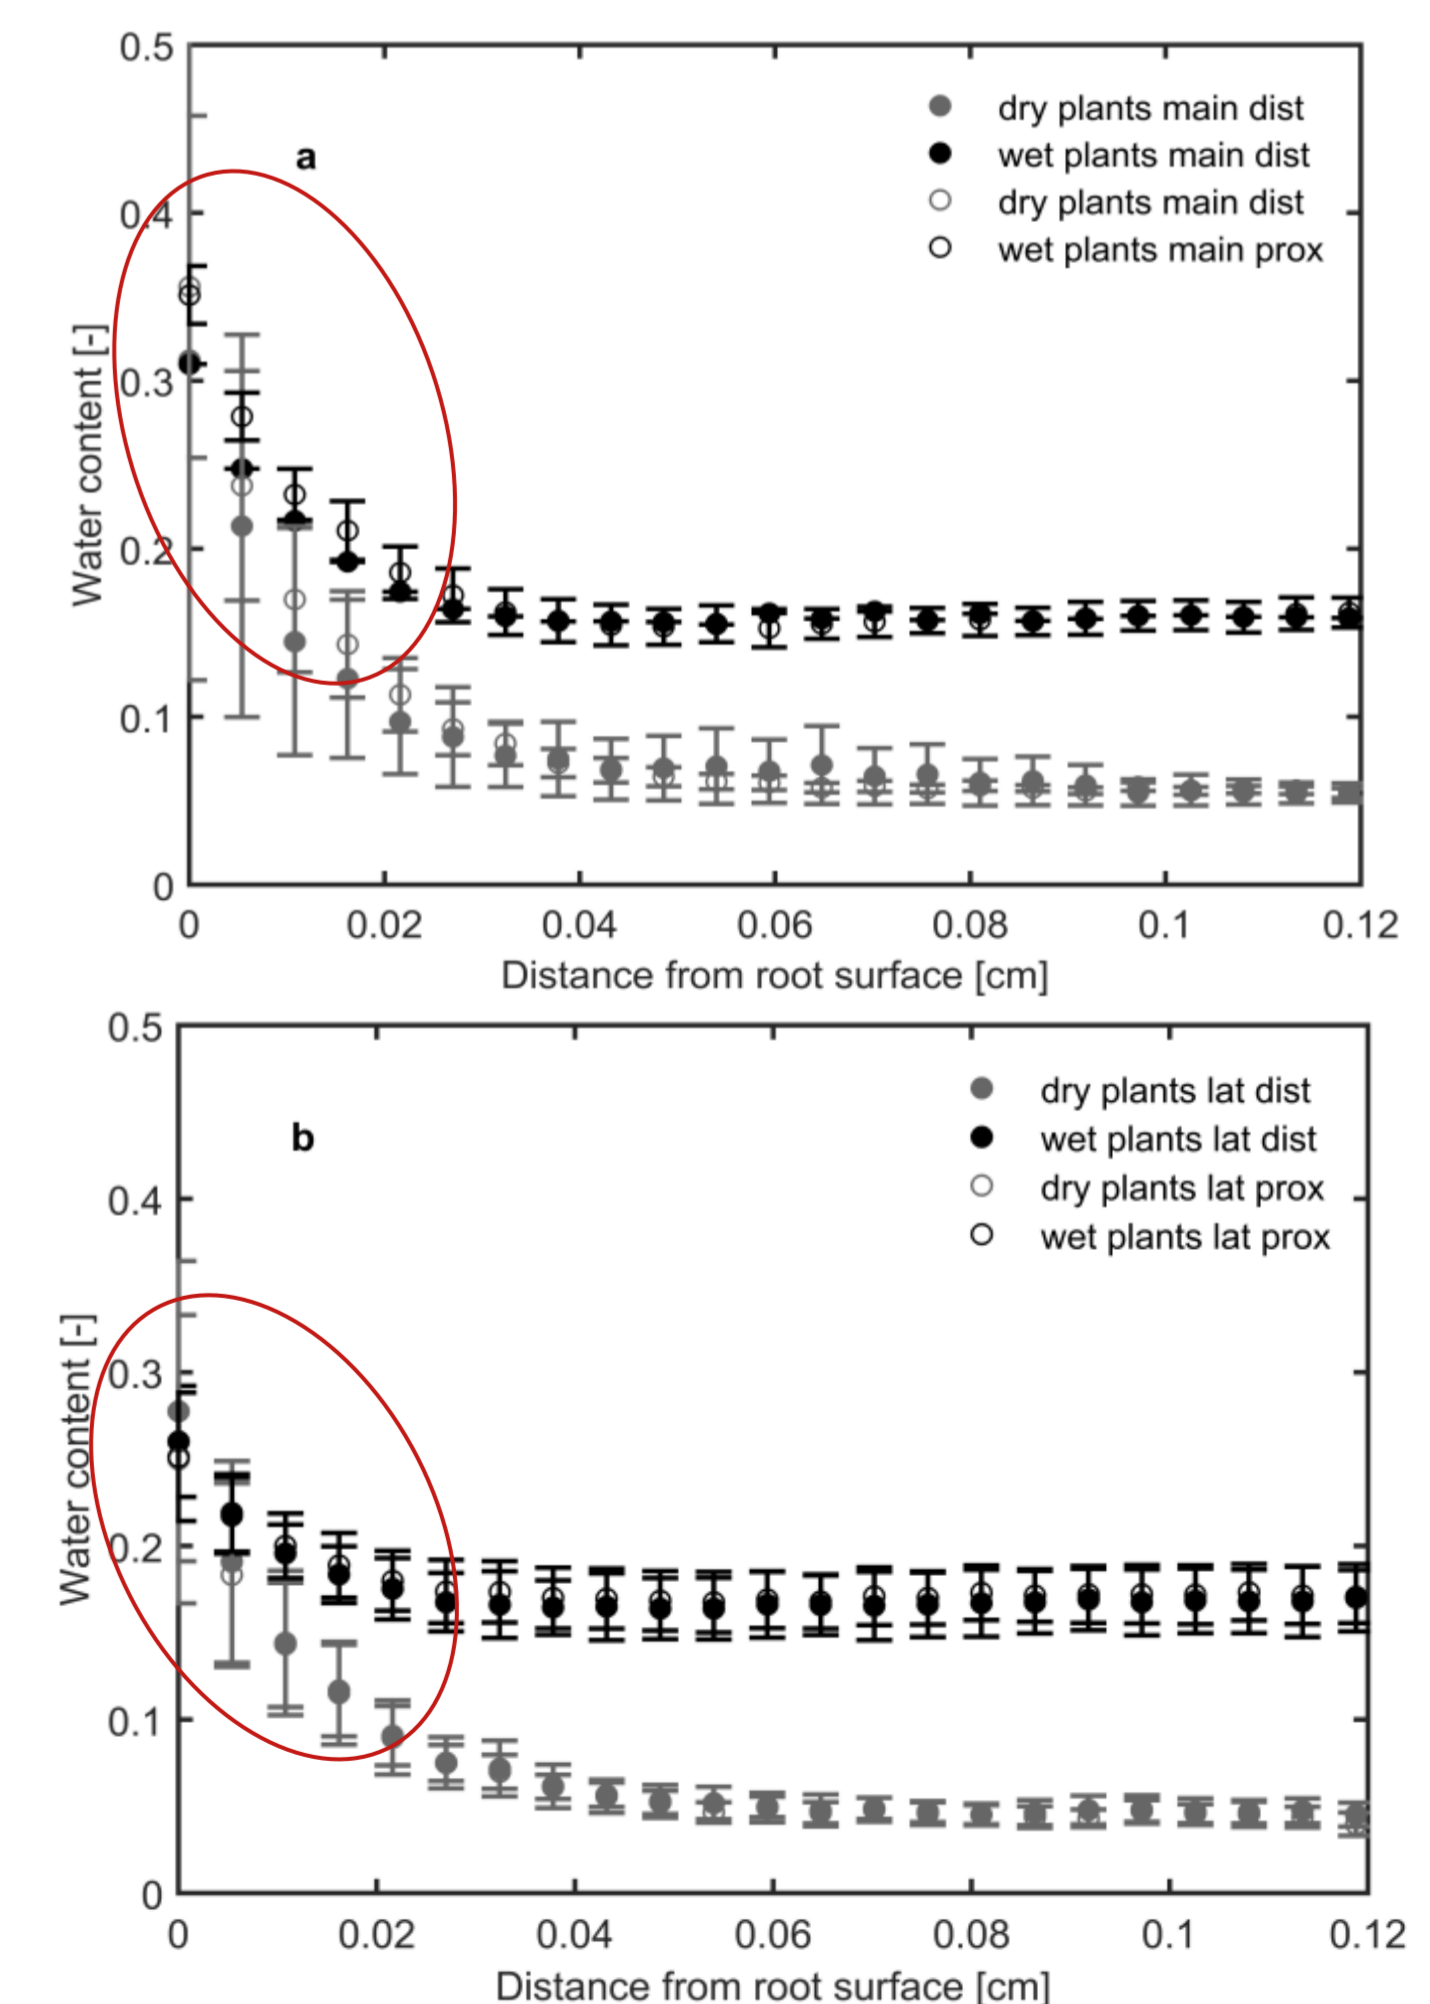 0.5
0.4
0.3
0.2
0.1
0
Water content [-]
a
dry plants main dist
wet plants main dist
dry plants main dist
wet plants main prox
0 0.02 0.04 0.06 0.08 0.1 0.12
Distance from root surface [cm]
0.5
0.4
0.3
0.2
0.1
0
Water content [-]
b
dry plants lat dist
wet plants lat dist
dry plants lat prox
wet plants lat prox
0 0.02 0.04 0.06 0.08 0.1 0.12
Distance from root surface [cm]